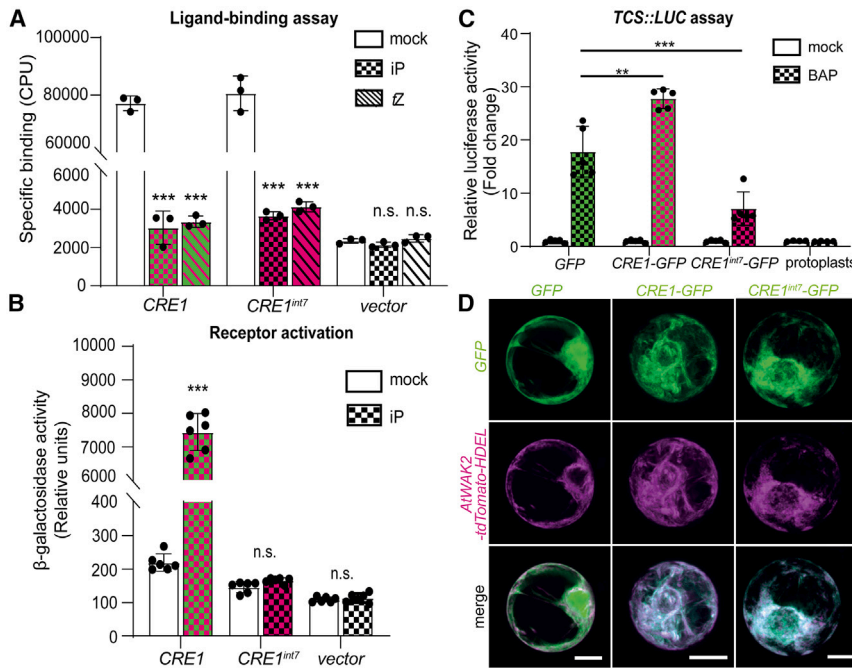 A
Ligand-binding assay
Specific binding (CPU)
100000
80000
60000
6000
4000
2000
0
mock
iP
tZ
*** ***
*** ***
n.s. n.s.
CRE1
CRE1int7
vector
B
Receptor activation
β-galactosidase activity
(Relative units)
10000
9000
8000
7000
6000
400
300
200
100
0
mock
iP
***
n.s.
n.s.
CRE1
CRE1int7
vector
C
TCS::LUC assay
Relative luciferase activity
(Fold change)
40
30
20
10
0
***
**
mock
BAP
GFP
CRE1-GFP
CRE1int7-GFP
protoplasts
D
GFP
CRE1-GFP
CRE1int7-GFP
GFP
AtWAK2
-tdTomato-HDEL
merge